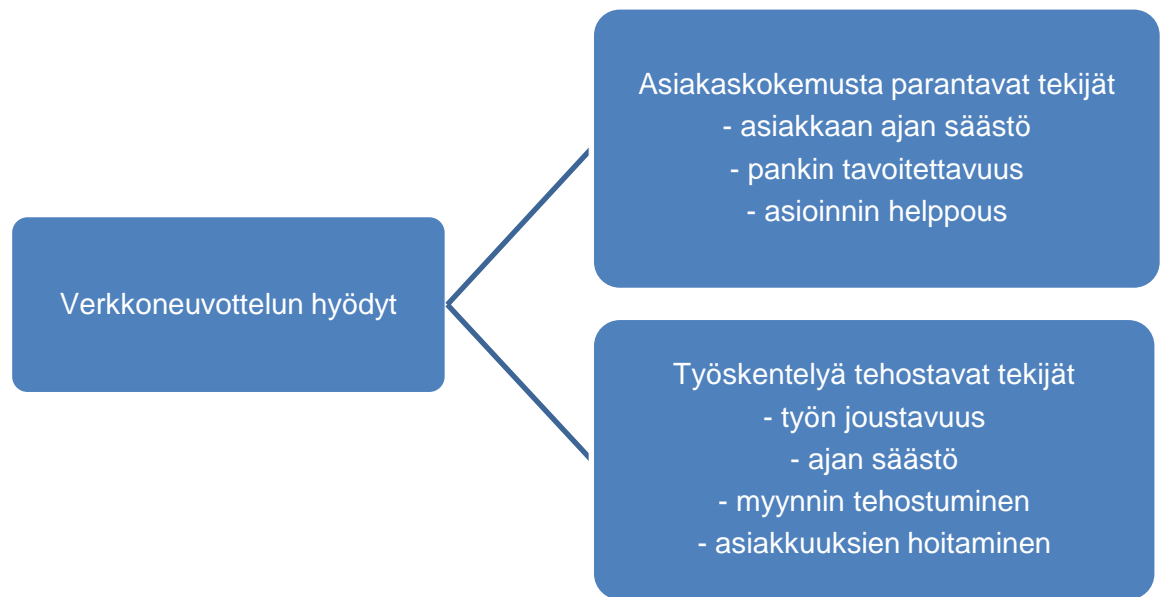 Verkkoneuvottelun hyödyt
Asiakaskokemusta parantavat tekijät
- asiakkaan ajan säästö
- pankin tavoitettavuus
- asioinnin helppous
Työskentelyä tehostavat tekijät
- työn joustavuus
- ajan säästö
- myynnin tehostuminen
- asiakkuuksien hoitaminen